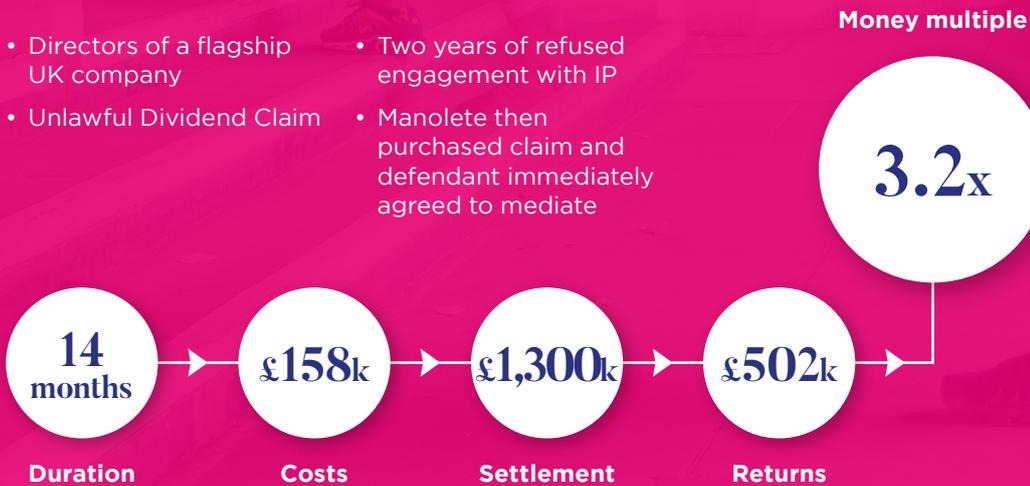 • Directors of a flagship
UK company
• Unlawful Dividend Claim
• Two years of refused
engagement with IP
• Manolete then
purchased claim and
defendant immediately
agreed to mediate
Money multiple
3.2x
14
months
Duration
£158k
Costs
£1,300k
Settlement
£502k
Returns